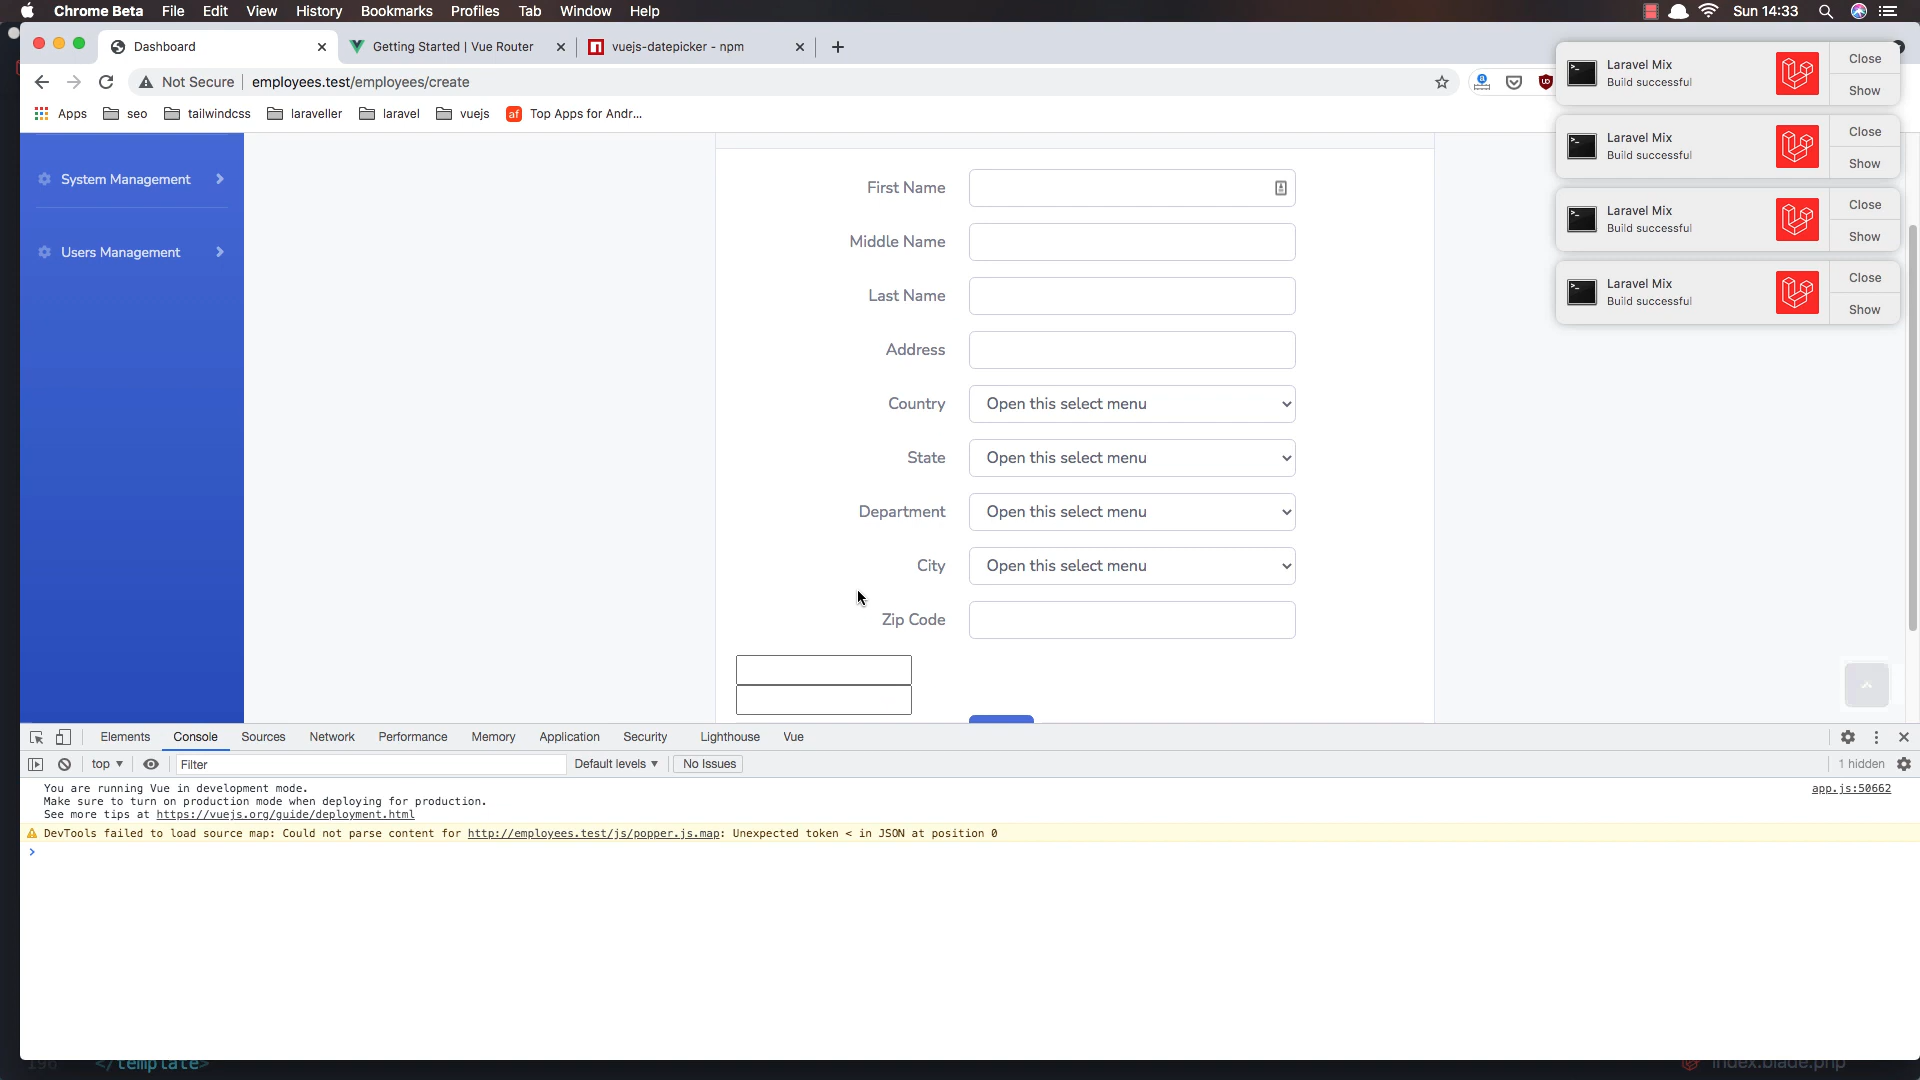 Chrome Beta File Edit View History Bookmarks Profiles Tab Window Help Sun 14:33
Dashboard Getting Started | Vue Router vuejs-datepicker - npm
Not Secure employees.test/employees/create
Apps seo tailwindcss laraveller laravel vuejs Top Apps for Andr...
Laravel Mix
Build successful
Close
Show
Laravel Mix
Build successful
Close
Show
Laravel Mix
Build successful
Close
Show
Laravel Mix
Build successful
Close
Show
System Management
Users Management
First Name
Middle Name
Last Name
Address
Country Open this select menu
State Open this select menu
Department Open this select menu
City Open this select menu
Zip Code
Elements Console Sources Network Performance Memory Application Security Lighthouse Vue
top Filter Default levels No Issues 1 hidden
You are running Vue in development mode. app.js:50662
Make sure to turn on production mode when deploying for production.
See more tips at https://vuejs.org/guide/deployment.html
DevTools failed to load source map: Could not parse content for http://employees.test/js/popper.js.map: Unexpected token < in JSON at position 0
</template>
index.blade.php